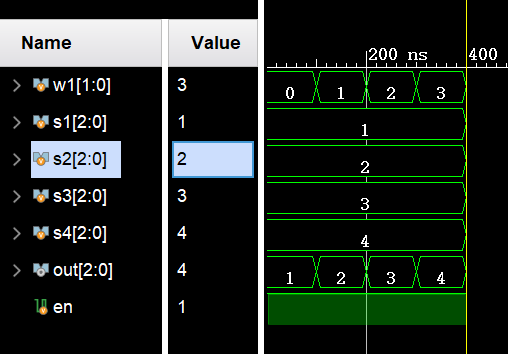 Name Value 200 ns 400
w1[1:0] 3 0 1 2 3
s1[2:0] 1 1
s2[2:0] 2 2
s3[2:0] 3 3
s4[2:0] 4 4
out[2:0] 4 1 2 3 4
en 1